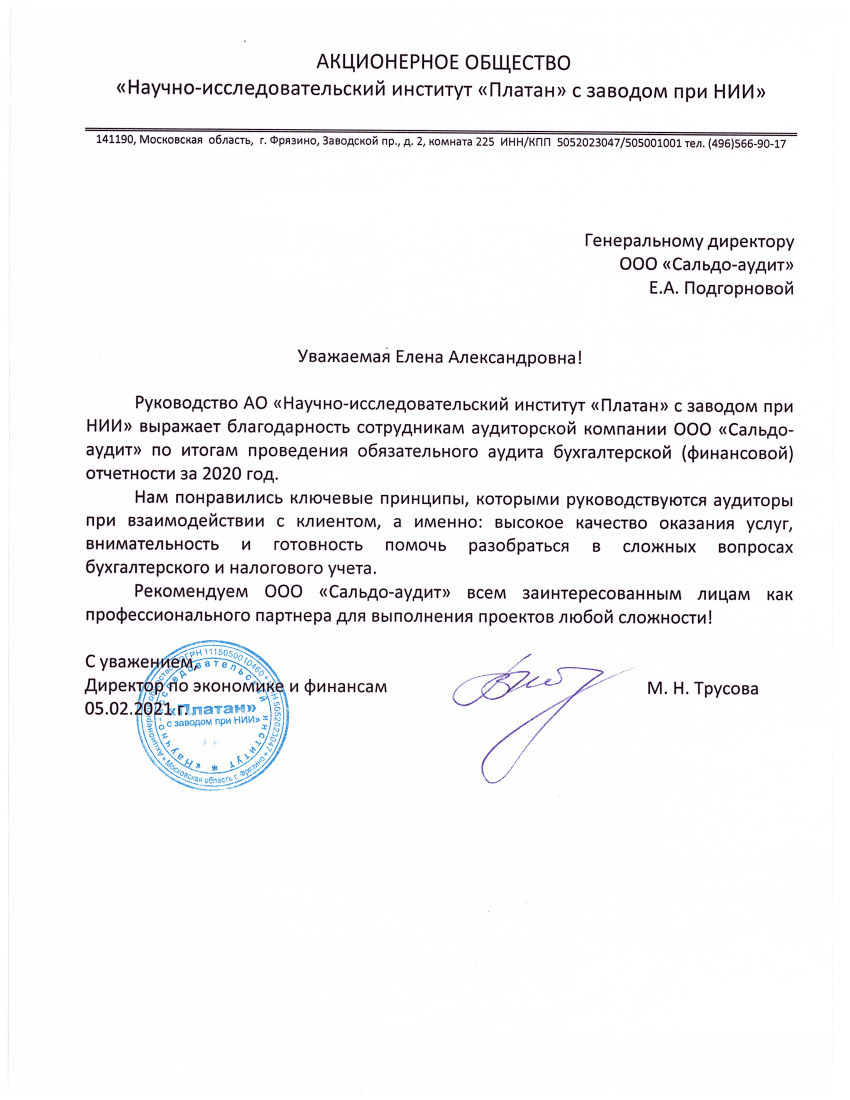 АКЦИОНЕРНОЕ ОБЩЕСТВО
«Научно-исследовательский институт «Платан» с заводом при НИИ»
141190, Московская область, г. Фрязино, Заводской пр., д. 2, комната 225 ИНН/КПП 5052023047/505001001 тел. (496)566-90-17
Генеральному директору
ООО «Сальдо-аудит»
Е.А. Подгорновой
Уважаемая Елена Александровна!
Руководство АО «Научно-исследовательский институт «Платан» с заводом при
НИИ» выражает благодарность сотрудникам аудиторской компании ООО «Сальдо-
аудит» по итогам проведения обязательного аудита бухгалтерской (финансовой)
отчетности за 2020 год.
Нам понравились ключевые принципы, которыми руководствуются аудиторы
при взаимодействии с клиентом, а именно: высокое качество оказания услуг,
внимательность и готовность помочь разобраться в сложных вопросах
бухгалтерского и налогового учета.
Рекомендуем ООО «Сальдо-аудит» всем заинтересованным лицам как
профессионального партнера для выполнения проектов любой сложности!
С уважением,
Директор по экономике и финансам
М. Н. Трусова
05.02.2021 г.
ОГРН 1115050010460
5052023047
Московская область г. Фрязино
«Научно-исследовательский институт
«Платан»
с заводом при НИИ»